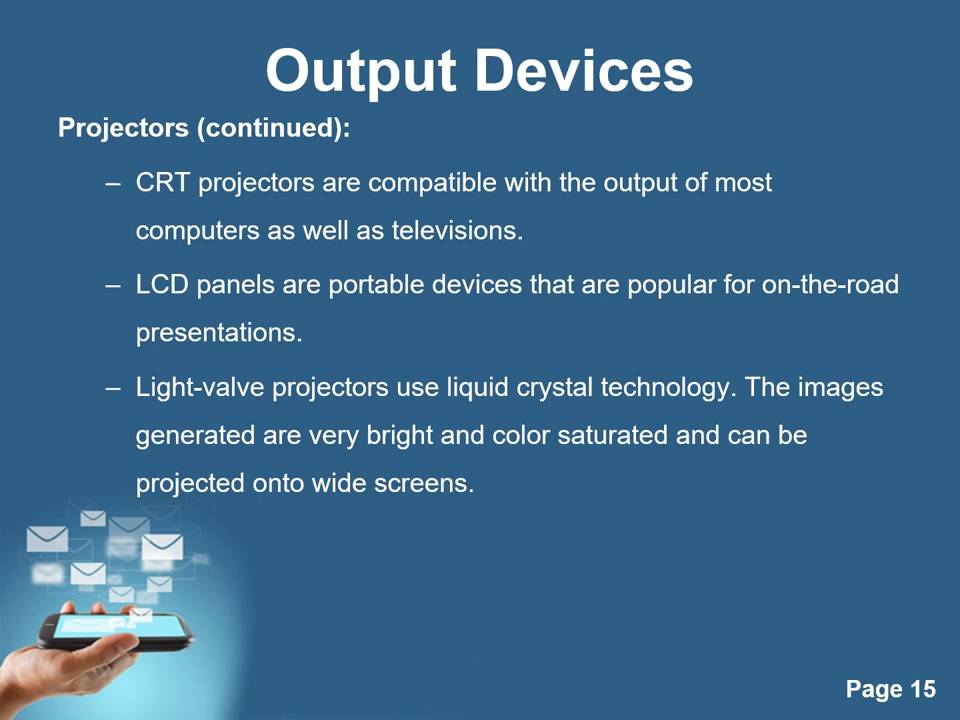 Output Devices
Projectors (continued):
– CRT projectors are compatible with the output of most
computers as well as televisions.
– LCD panels are portable devices that are popular for on-the-road
presentations.
– Light-valve projectors use liquid crystal technology. The images
generated are very bright and color saturated and can be
projected onto wide screens.
Page 15